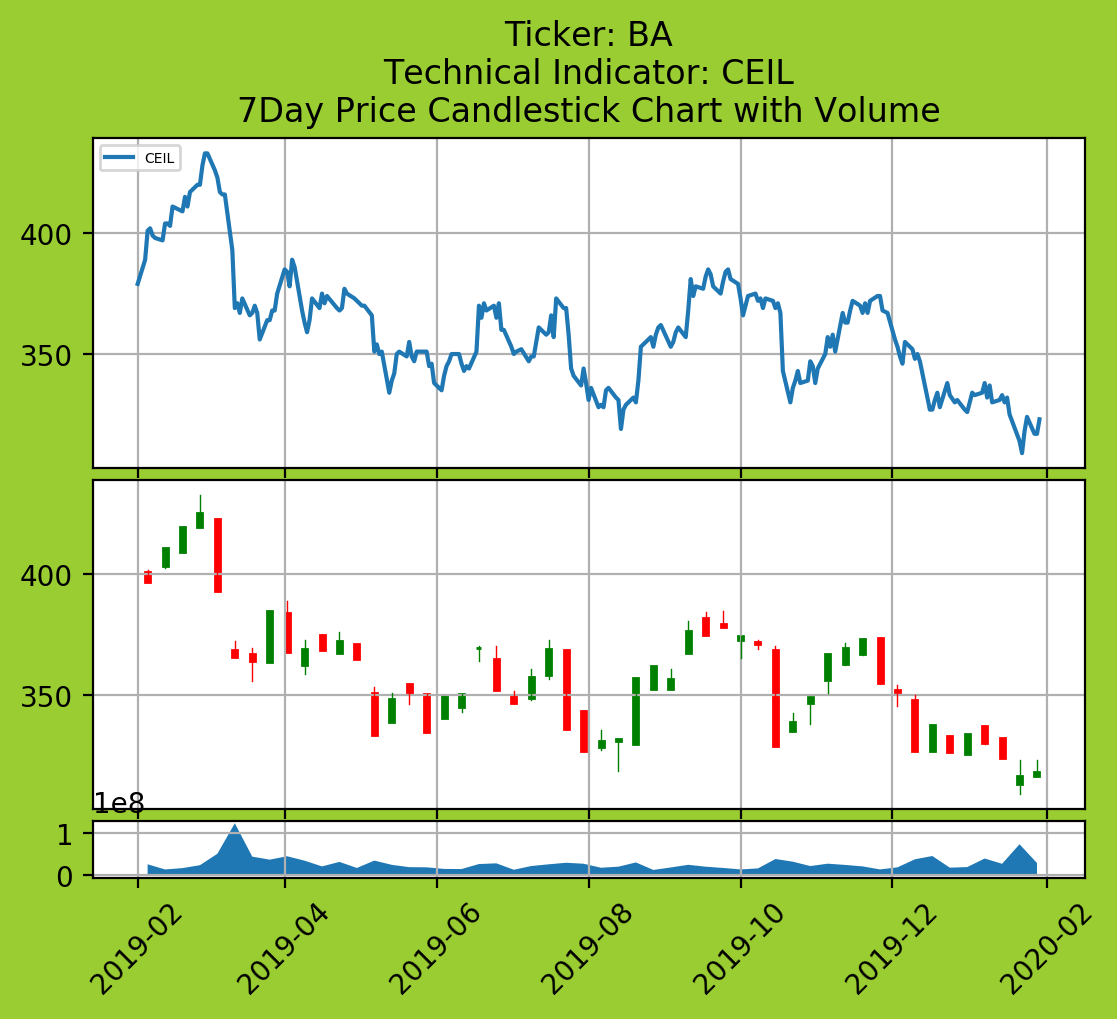 Ticker: BA
Technical Indicator: CEIL
7Day Price Candlestick Chart with Volume
CEIL
400
350
400
350
1e8
1
0
2019-02
2019-04
2019-06
2019-08
2019-10
2019-12
2020-02